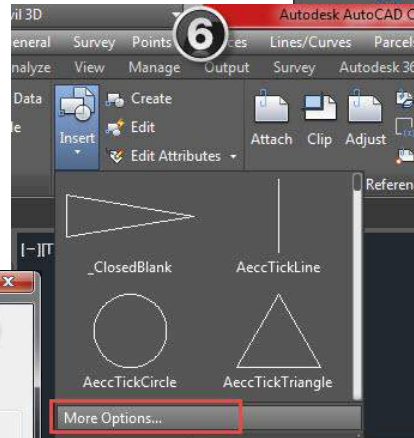 vil 3D
6
Autodesk AutoCAD C
eneral Survey Points ces Lines/Curves Parcel
nalyze View Manage Output Survey Autodesk 36
Data
Insert
Create
Edit
Edit Attributes
Attach Clip Adjust
Referen
[-][T
_ClosedBlank AeccTickLine
x
AeccTickCircle AeccTickTriangle
More Options...